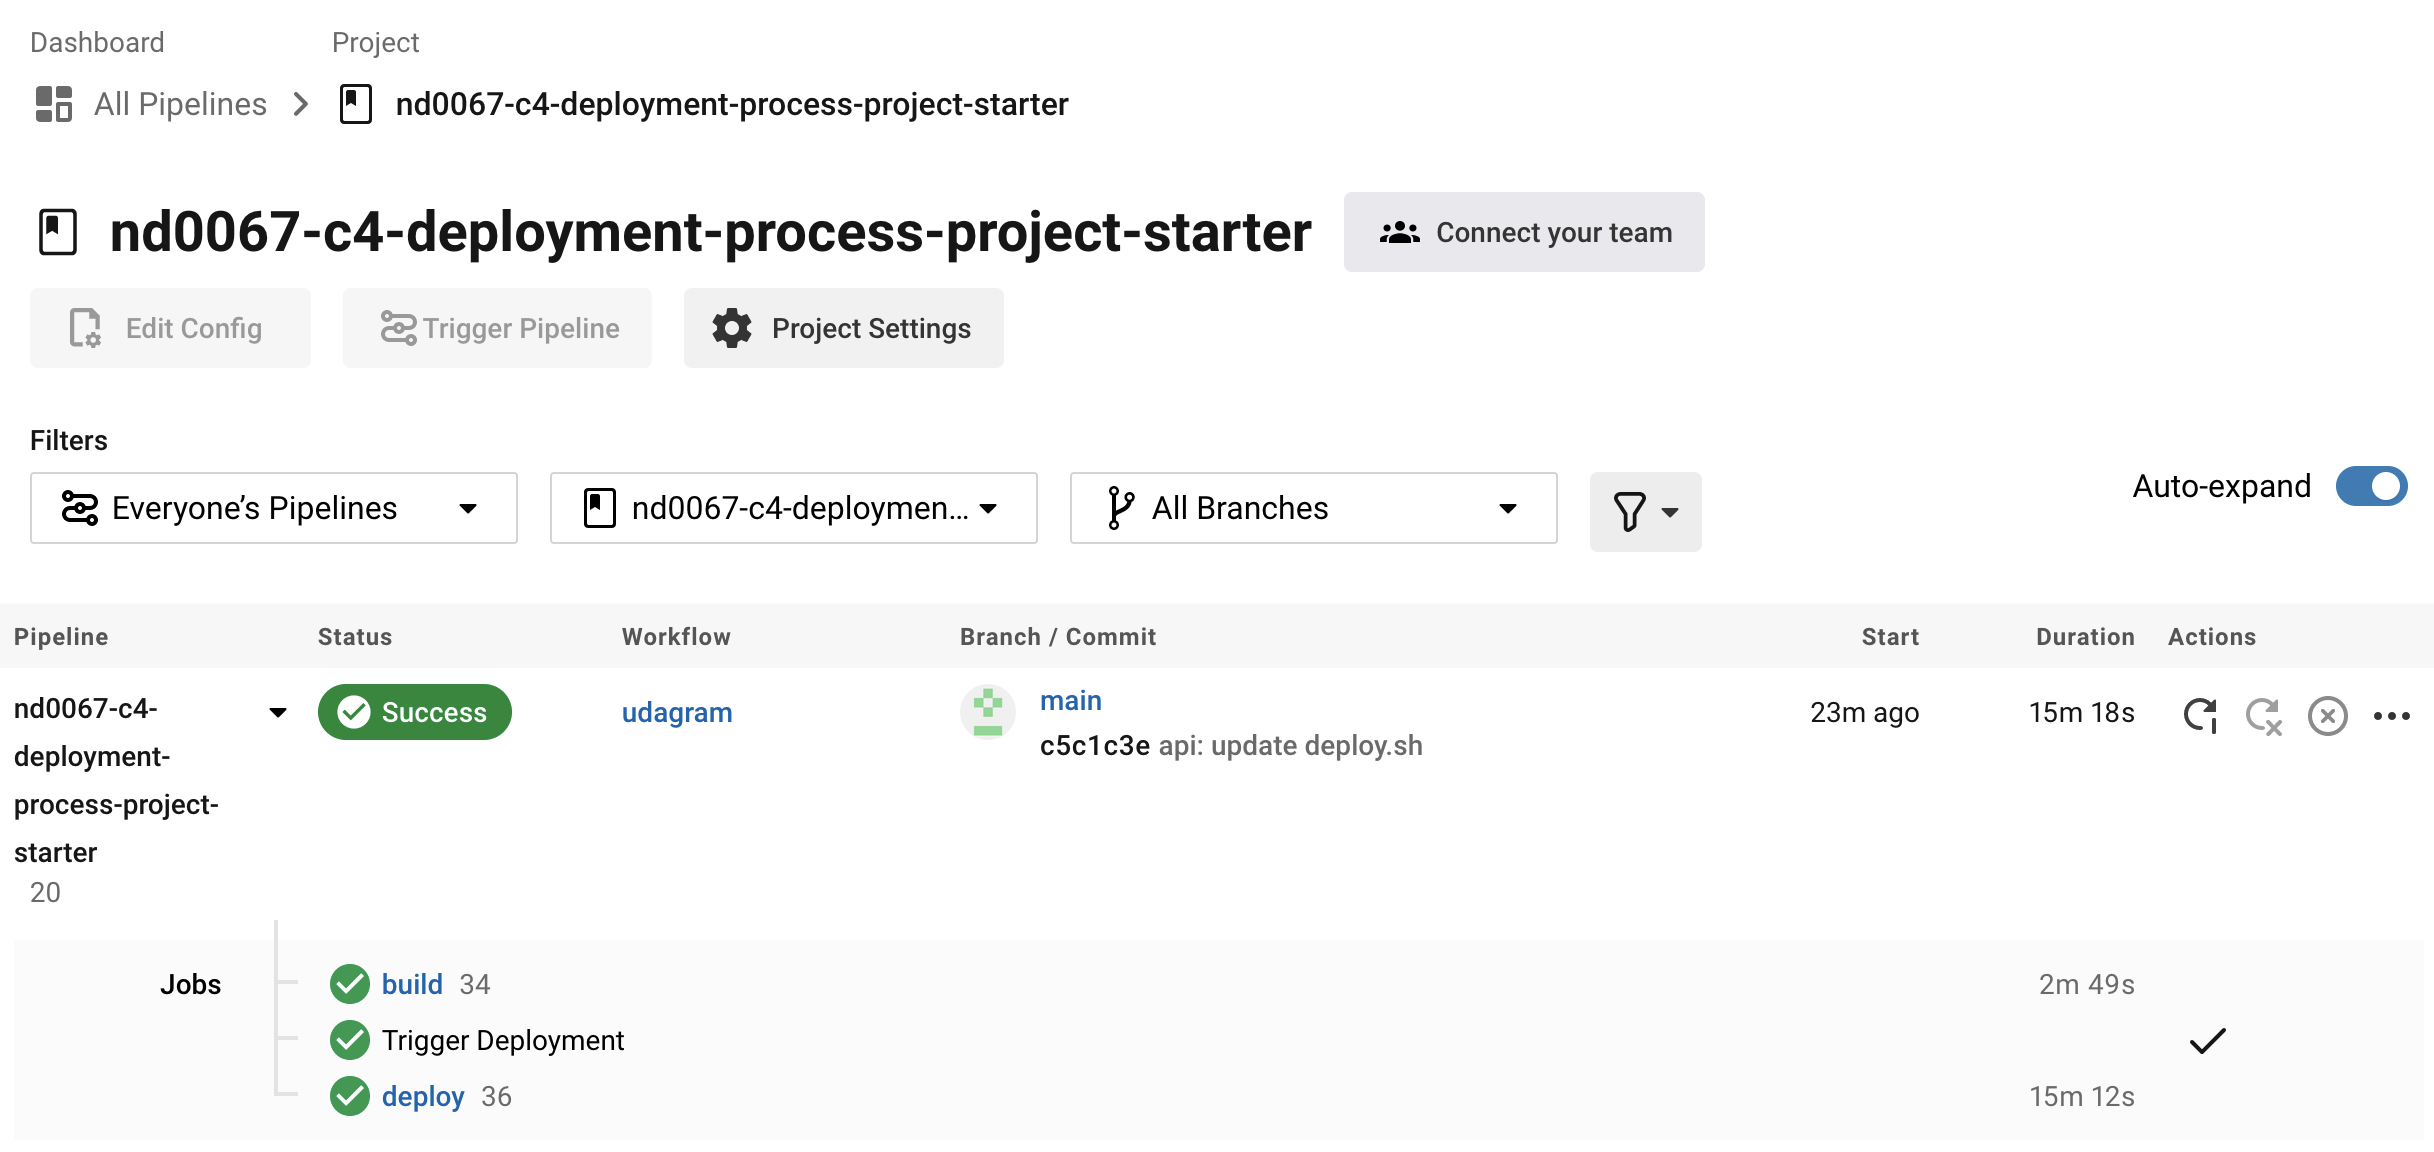 Dashboard Project
All Pipelines nd0067-c4-deployment-process-project-starter
nd0067-c4-deployment-process-project-starter Connect your team
Edit Config Trigger Pipeline Project Settings
Filters
Everyone’s Pipelines nd0067-c4-deploymen... All Branches Auto-expand
Pipeline Status Workflow Branch / Commit Start Duration Actions
nd0067-c4- Success udagram main 23m ago 15m 18s
c5c1c3e api: update deploy.sh
deployment-
process-project-
starter
20
Jobs build 34 2m 49s
Trigger Deployment
deploy 36 15m 12s